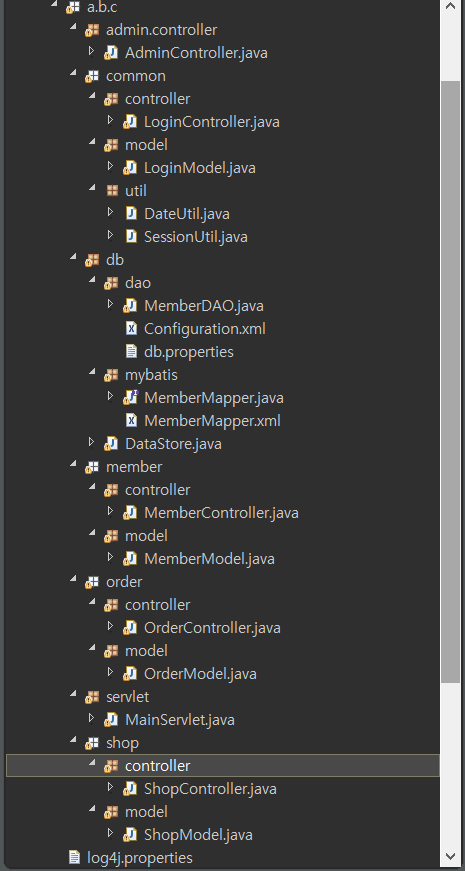 a.b.c
admin.controller
AdminController.java
common
controller
LoginController.java
model
LoginModel.java
util
DateUtil.java
SessionUtil.java
db
dao
MemberDAO.java
Configuration.xml
db.properties
mybatis
MemberMapper.java
MemberMapper.xml
DataStore.java
member
controller
MemberController.java
model
MemberModel.java
order
controller
OrderController.java
model
OrderModel.java
servlet
MainServlet.java
shop
controller
ShopController.java
model
ShopModel.java
log4j.properties